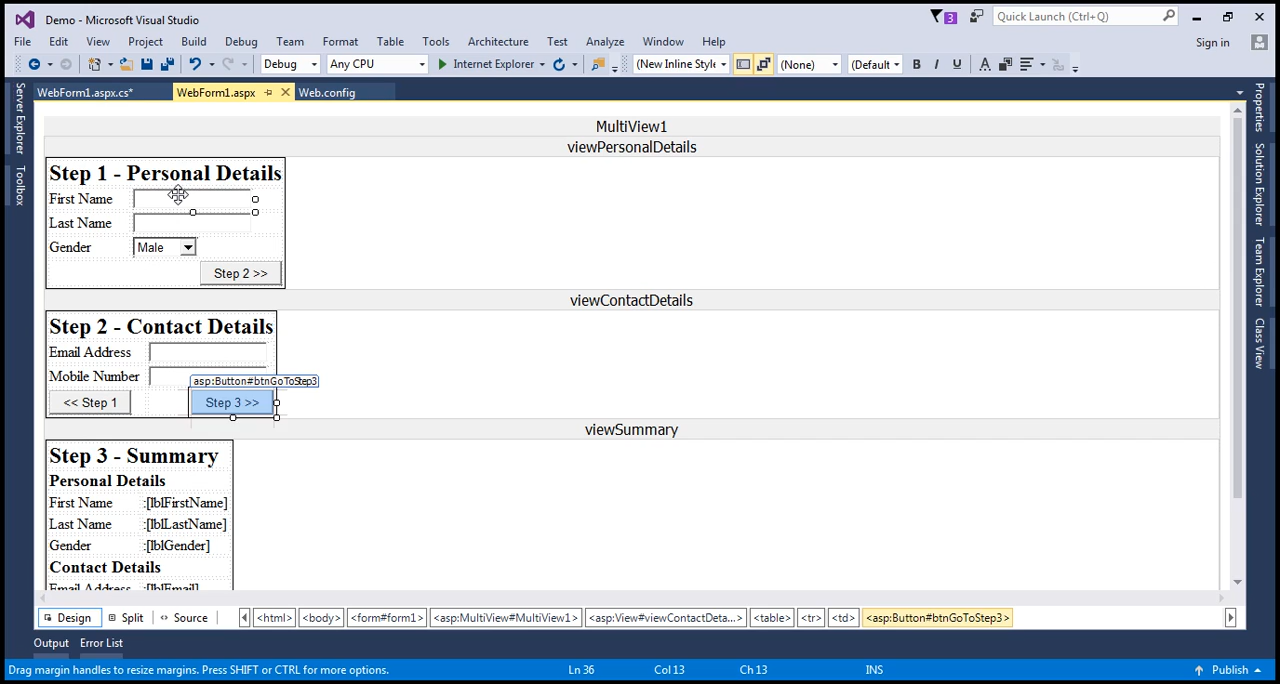 Demo - Microsoft Visual Studio
3
Quick Launch (Ctrl+Q)
File Edit View Project Build Debug Team Format Table Tools Architecture Test Analyze Window Help
Sign in
Debug Any CPU Internet Explorer (New Inline Style (None) (Default B I U A
WebForm1.aspx.cs* WebForm1.aspx Web.config
Server Explorer
Toolbox
Properties
Solution Explorer
Team Explorer
Class View
MultiView1
viewPersonalDetails
Step 1 - Personal Details
First Name
Last Name
Gender Male
Step 2 >>
viewContactDetails
Step 2 - Contact Details
Email Address
Mobile Number
asp:Button#btnGoToStep3
<< Step 1 Step 3 >>
viewSummary
Step 3 - Summary
Personal Details
First Name :[lblFirstName]
Last Name :[lblLastName]
Gender :[lblGender]
Contact Details
Email Address :[lblEmail]
Design Split Source <html> <body> <form#form1> <asp:MultiView#MultiView1> <asp:View#viewContactDeta...> <table> <tr> <td> <asp:Button#btnGoToStep3>
Output Error List
Drag margin handles to resize margins. Press SHIFT or CTRL for more options. Ln 36 Col 13 Ch 13 INS Publish